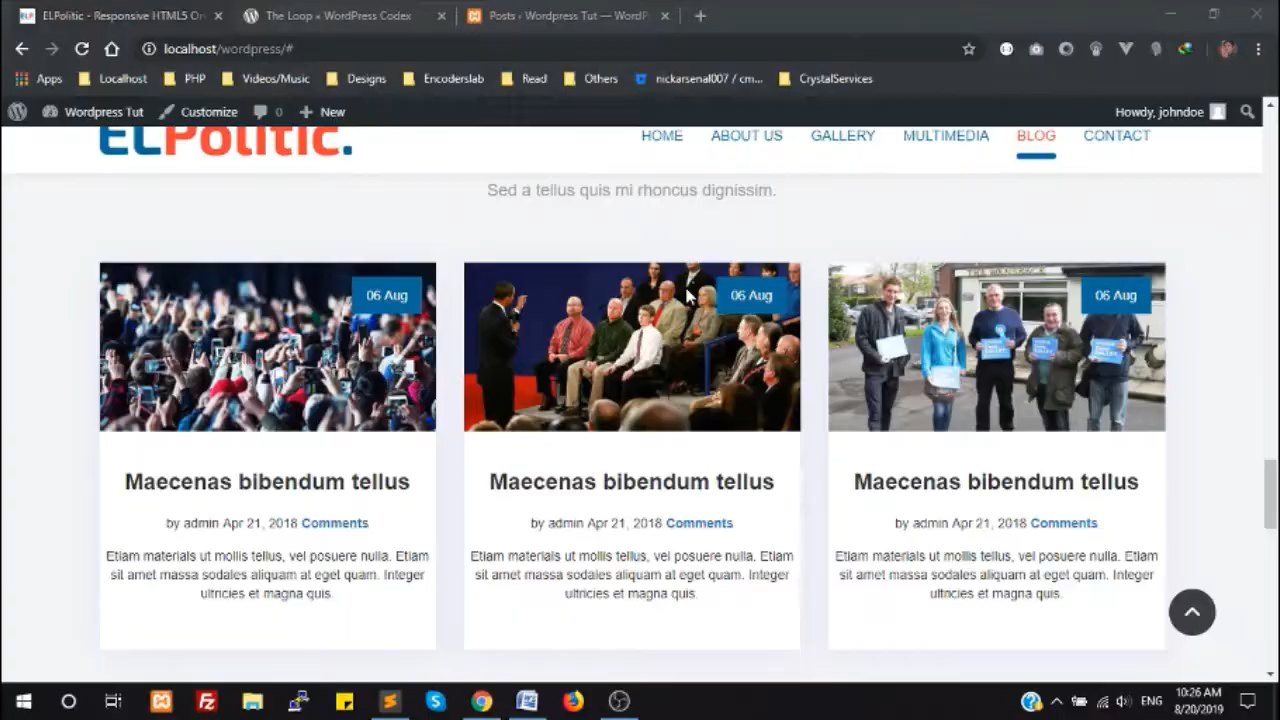 ELPolitic - Responsive HTML5 On
The Loop « WordPress Codex
Posts ‹ Wordpress Tut — WordP
localhost/wordpress/#
Apps
Localhost
PHP
Videos/Music
Designs
Encoderslab
Read
Others
nickarsenal007 / cm...
CrystalServices
Wordpress Tut
Customize
0
New
Howdy, johndoe
ELPolitic.
HOME
ABOUT US
GALLERY
MULTIMEDIA
BLOG
CONTACT
Sed a tellus quis mi rhoncus dignissim.
06 Aug
06 Aug
06 Aug
Maecenas bibendum tellus
Maecenas bibendum tellus
Maecenas bibendum tellus
by admin Apr 21, 2018 Comments
by admin Apr 21, 2018 Comments
by admin Apr 21, 2018 Comments
Etiam materials ut mollis tellus, vel posuere nulla. Etiam
sit amet massa sodales aliquam at eget quam. Integer
ultricies et magna quis.
Etiam materials ut mollis tellus, vel posuere nulla. Etiam
sit amet massa sodales aliquam at eget quam. Integer
ultricies et magna quis.
Etiam materials ut mollis tellus, vel posuere nulla. Etiam
sit amet massa sodales aliquam at eget quam. Integer
ultricies et magna quis.
ENG
10:26 AM
8/20/2019